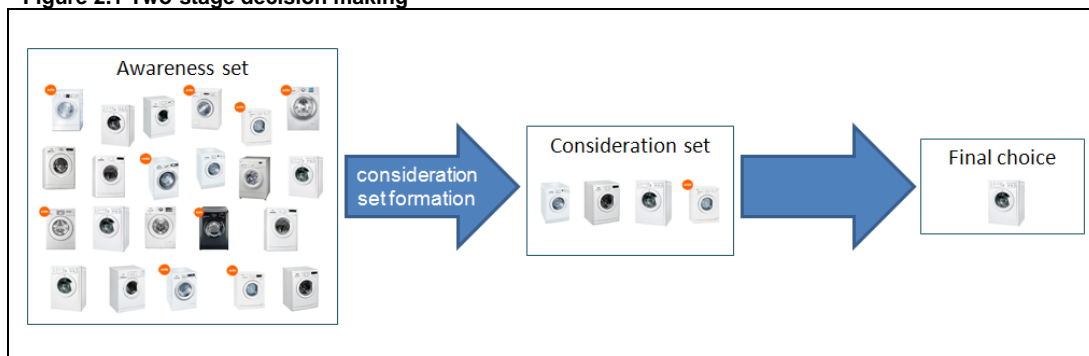 Figure 2.1 Two-stage decision making
Awareness set
consideration
set formation
Consideration set
Final choice